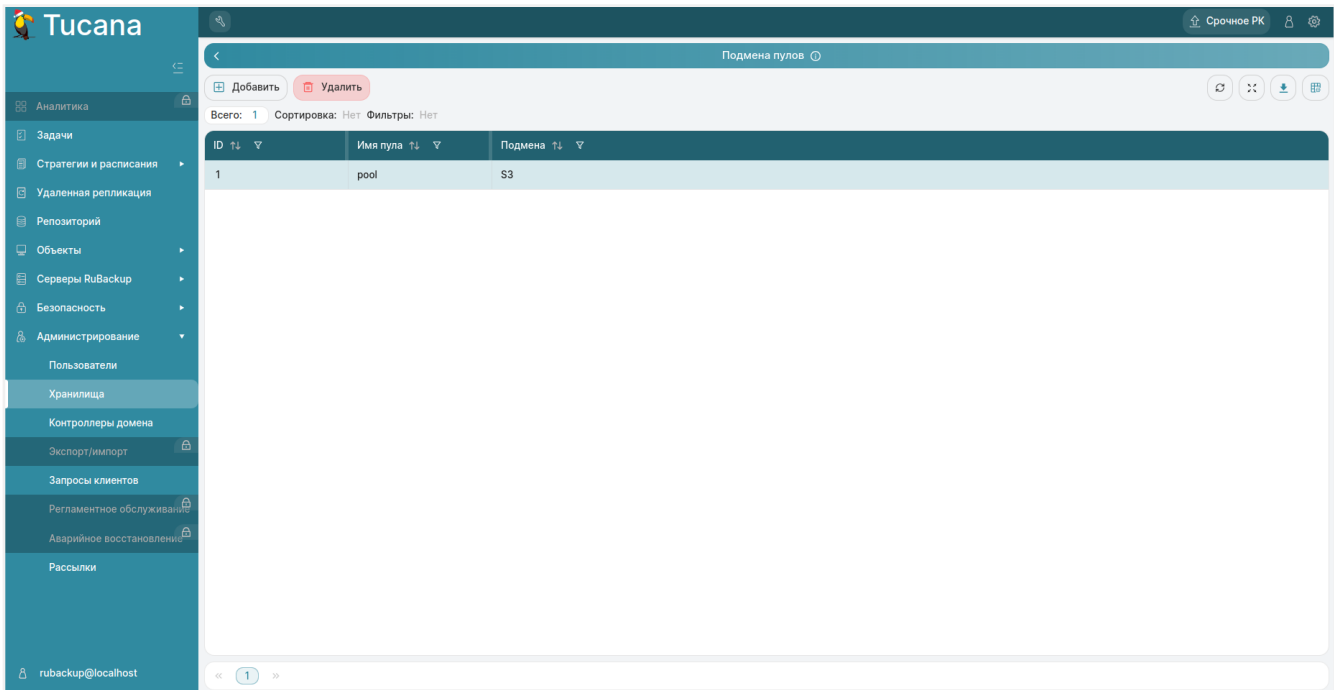 Tucana
Срочное РК
Подмена пулов
Добавить
Удалить
Всего: 1 Сортировка: Нет Фильтры: Нет
ID Имя пула Подмена
1 pool S3
Аналитика
Задачи
Стратегии и расписания
Удаленная репликация
Репозиторий
Объекты
Серверы RuBackup
Безопасность
Администрирование
Пользователи
Хранилища
Контроллеры домена
Экспорт/импорт
Запросы клиентов
Регламентное обслуживание
Аварийное восстановление
Рассылки
rubackup@localhost
« 1 »